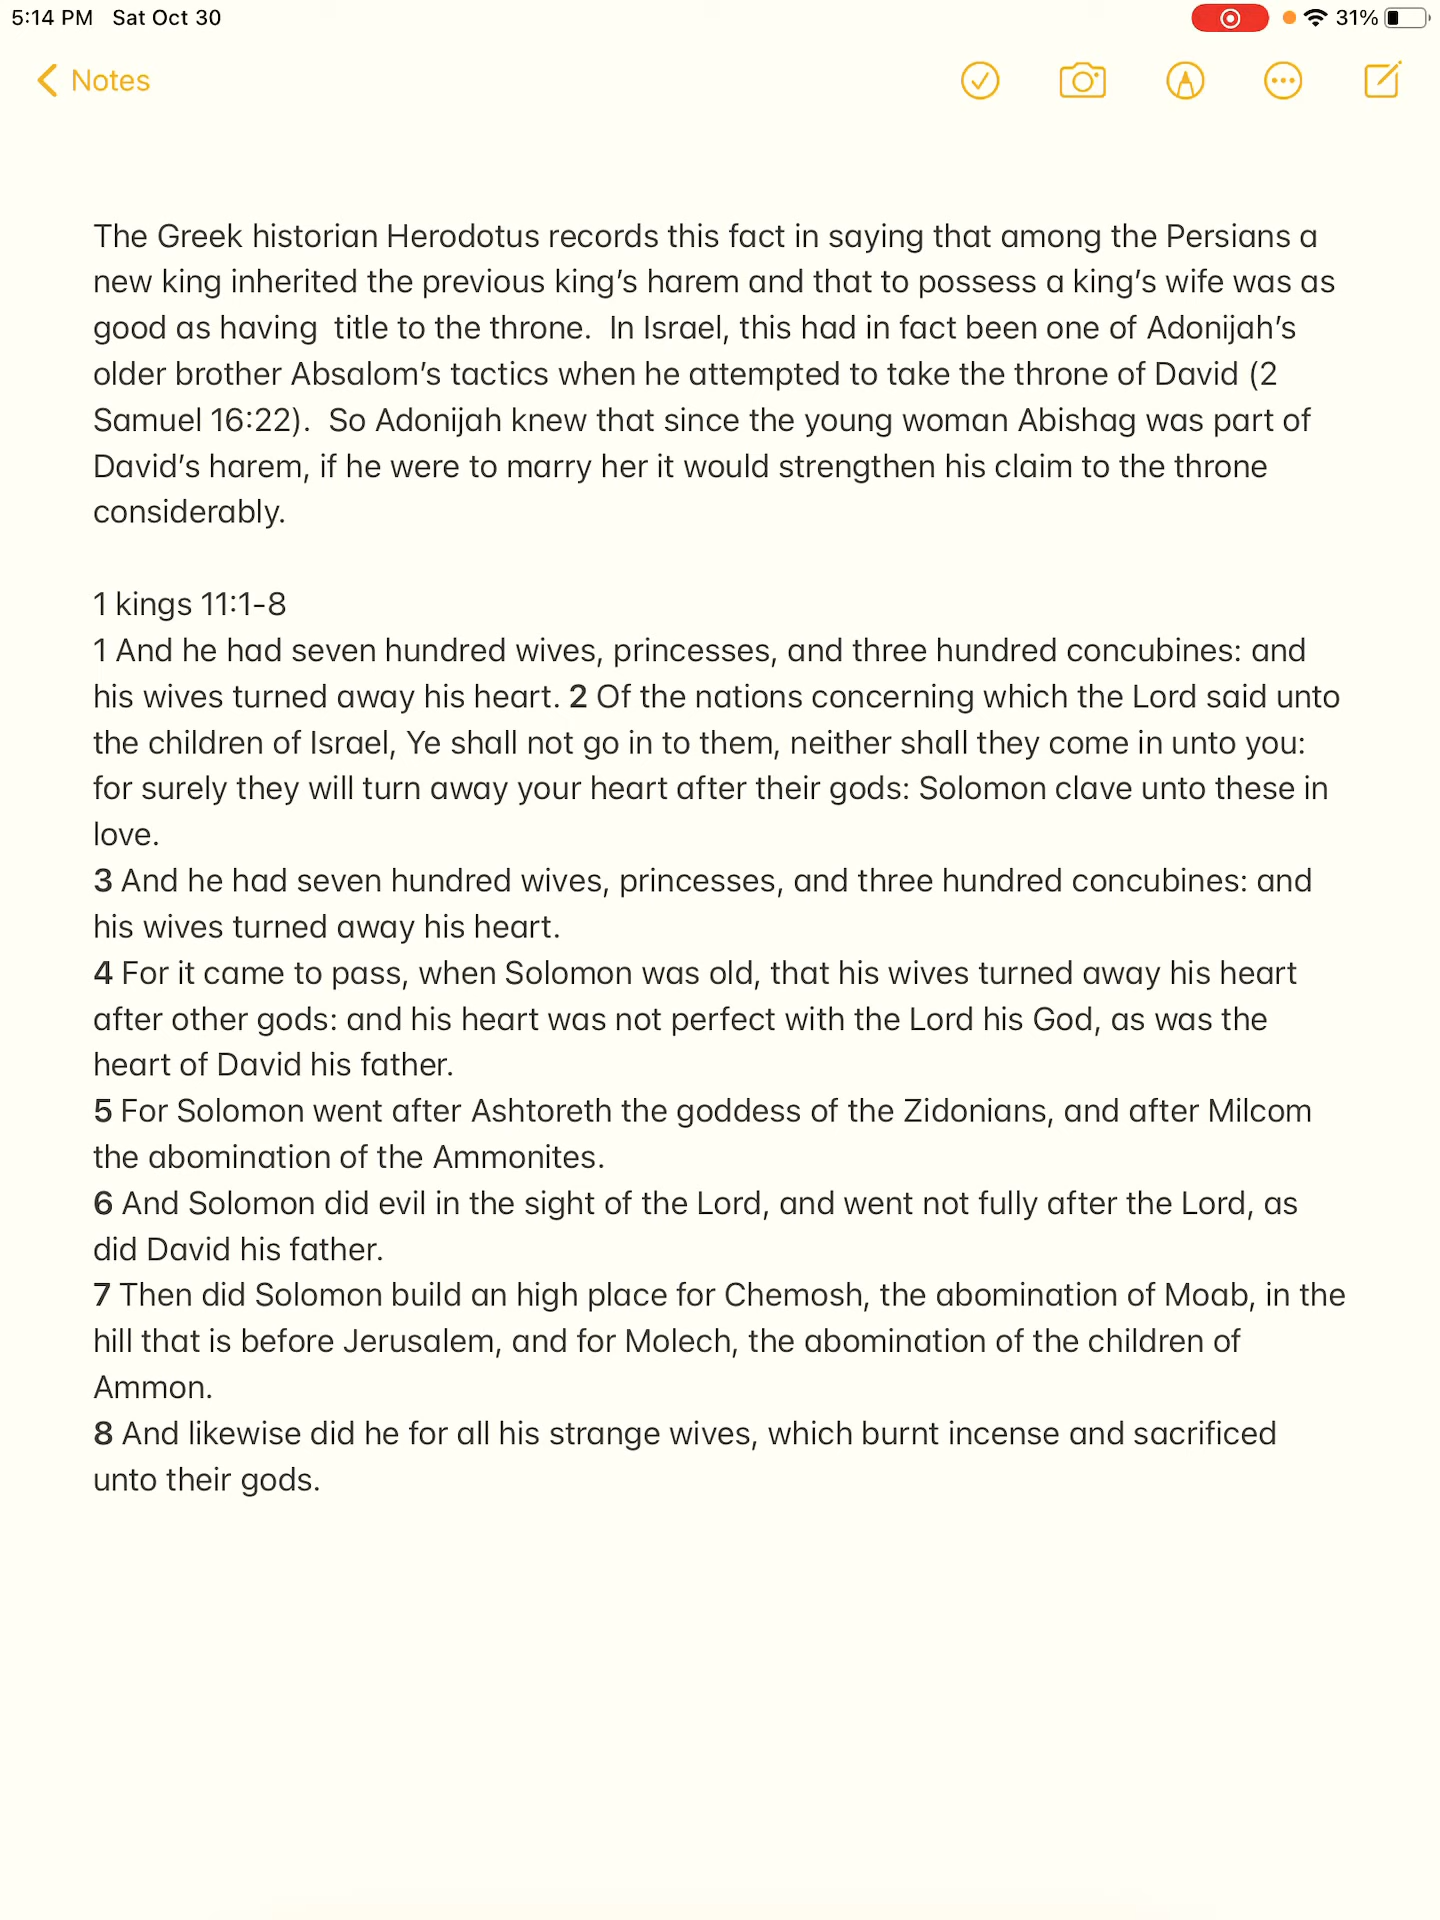 5:14 PM Sat Oct 30
31%
Notes
The Greek historian Herodotus records this fact in saying that among the Persians a
new king inherited the previous king’s harem and that to possess a king’s wife was as
good as having  title to the throne.  In Israel, this had in fact been one of Adonijah’s
older brother Absalom’s tactics when he attempted to take the throne of David (2
Samuel 16:22).  So Adonijah knew that since the young woman Abishag was part of
David’s harem, if he were to marry her it would strengthen his claim to the throne
considerably.
1 kings 11:1-8
1 And he had seven hundred wives, princesses, and three hundred concubines: and
his wives turned away his heart. 2 Of the nations concerning which the Lord said unto
the children of Israel, Ye shall not go in to them, neither shall they come in unto you:
for surely they will turn away your heart after their gods: Solomon clave unto these in
love.
3 And he had seven hundred wives, princesses, and three hundred concubines: and
his wives turned away his heart.
4 For it came to pass, when Solomon was old, that his wives turned away his heart
after other gods: and his heart was not perfect with the Lord his God, as was the
heart of David his father.
5 For Solomon went after Ashtoreth the goddess of the Zidonians, and after Milcom
the abomination of the Ammonites.
6 And Solomon did evil in the sight of the Lord, and went not fully after the Lord, as
did David his father.
7 Then did Solomon build an high place for Chemosh, the abomination of Moab, in the
hill that is before Jerusalem, and for Molech, the abomination of the children of
Ammon.
8 And likewise did he for all his strange wives, which burnt incense and sacrificed
unto their gods.